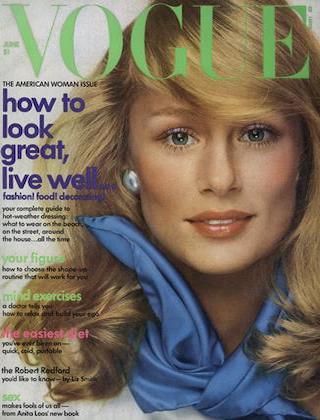 VOGUE
JUNE
$1
THE AMERICAN WOMAN ISSUE
how to
look
great,
live well...
fashion! food! decorating!
your complete guide to
hot-weather dressing:
what to wear on the beach,
on the street, around
the house...all the time
your figure
how to choose the shape-up
routine that will work for you
mind exercises
a doctor tells you
how to relax and build your ego
the easiest diet
you've ever been on—
quick, cold, portable
the Robert Redford
you'd like to know—by Liz Smith
sex
makes fools of us all—
from Anita Loos' new book